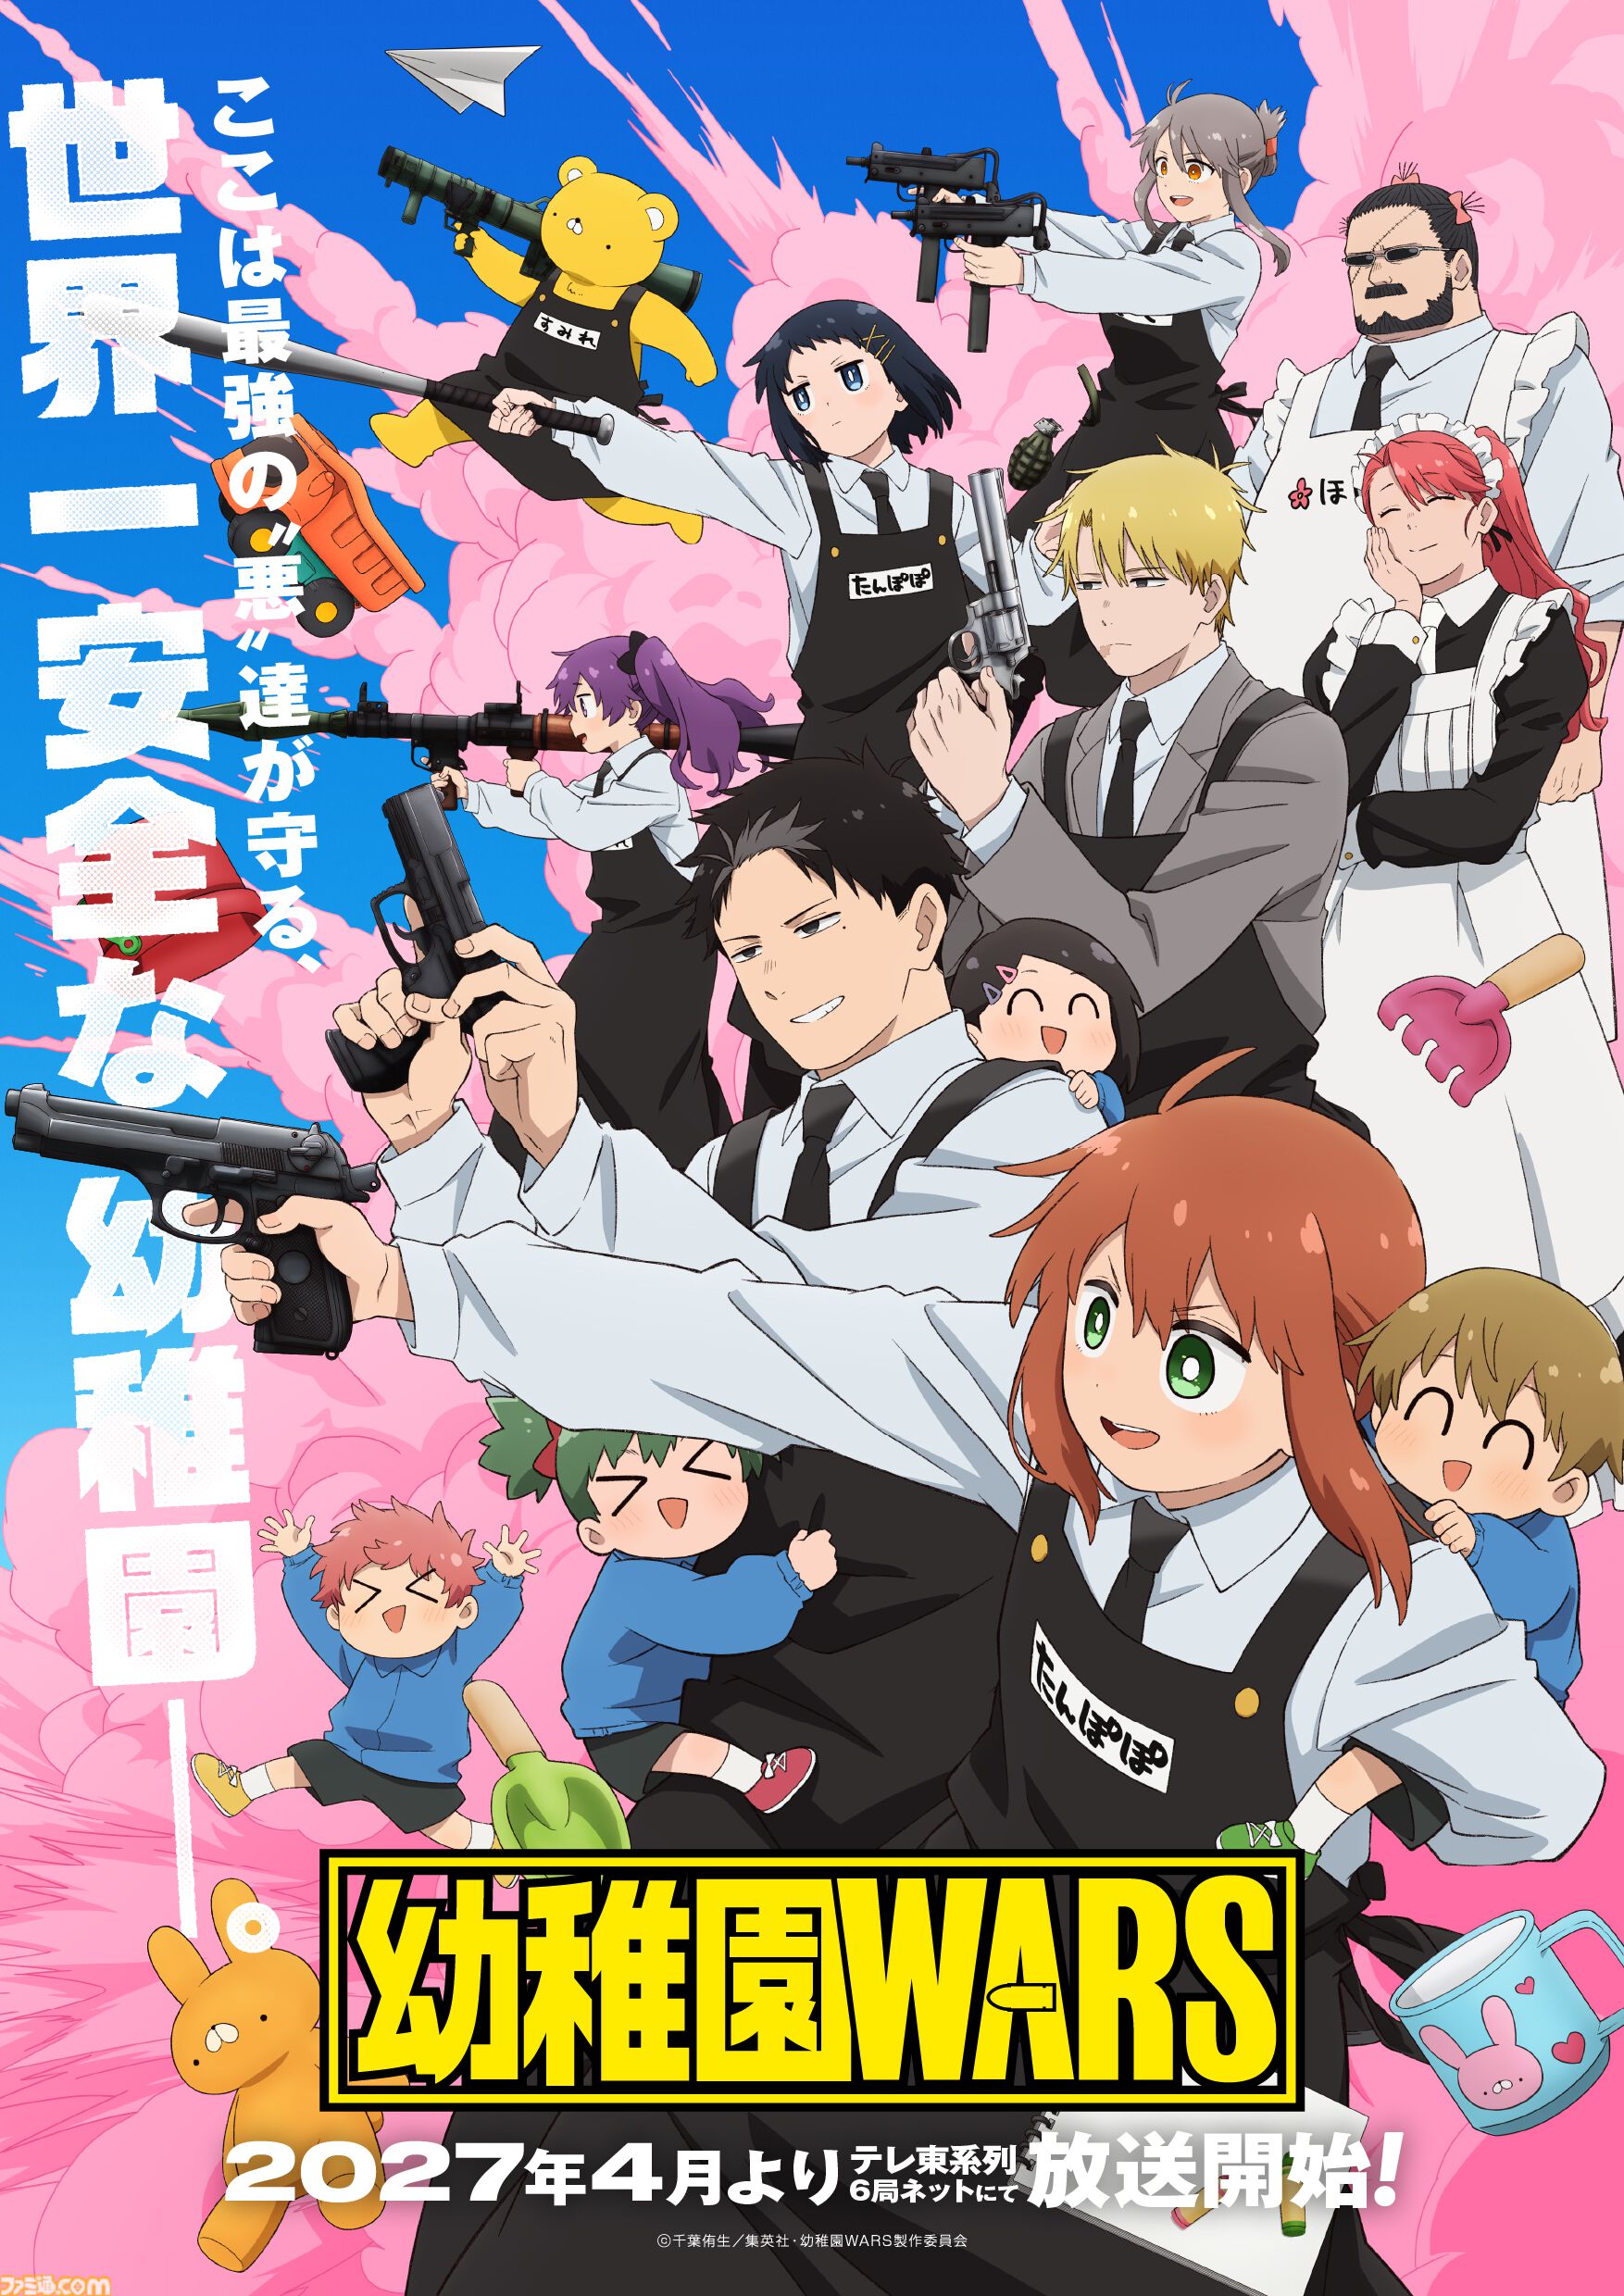 ここは最強の〝悪〟達が守る、
世界一安全な幼稚園──。
すみれ
たんぽぽ
ほ
たんぽぽ
幼稚園WARS
2027年4月より テレ東系列6局ネットにて 放送開始!
©千葉侑生/集英社・幼稚園WARS製作委員会
ファミ通.com